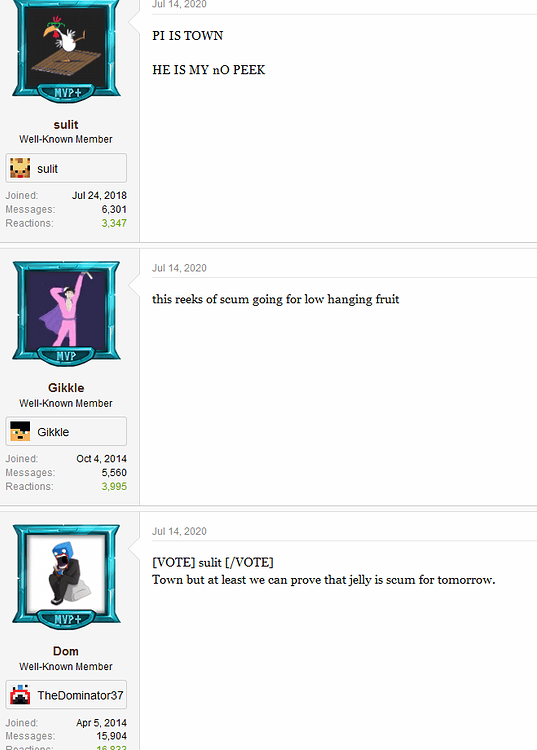 Jul 14, 2020
PI IS TOWN
HE IS MY nO PEEK
MVP+
sulit
Well-Known Member
sulit
Joined: Jul 24, 2018
Messages: 6,301
Reactions: 3,347
Jul 14, 2020
this reeks of scum going for low hanging fruit
MVP
Gikkle
Well-Known Member
Gikkle
Joined: Oct 4, 2014
Messages: 5,560
Reactions: 3,995
Jul 14, 2020
[VOTE] sulit [/VOTE]
Town but at least we can prove that jelly is scum for tomorrow.
MVP+
Dom
Well-Known Member
TheDominator37
Joined: Apr 5, 2014
Messages: 15,904
Reactions: